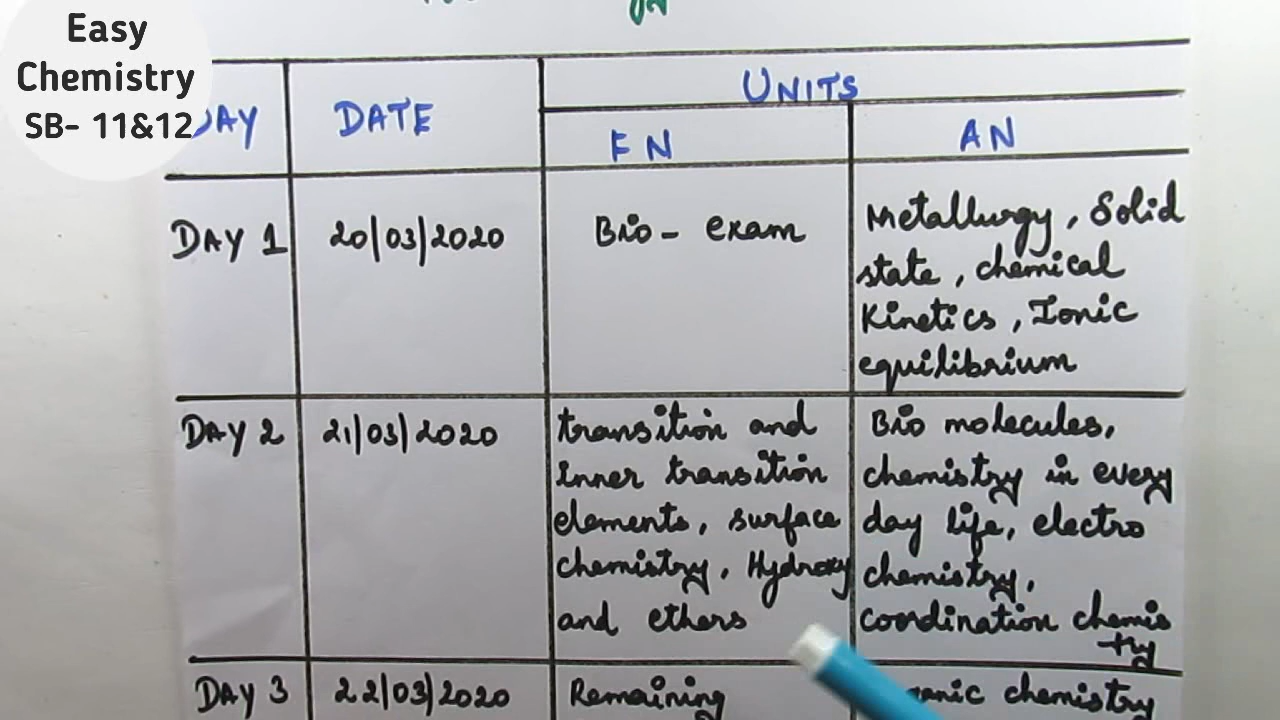 Easy
Chemistry
SB- 11&12
DAY
DATE
UNITS
FN
AN
DAY 1
20/03/2020
Bio - exam
Metallurgy, Solid
state, chemical
Kinetics, Ionic
equilibrium
DAY 2
21/03/2020
transition and
inner transition
elements, surface
chemistry, Hydroxy
and ethers
Bio molecules,
chemistry in every
day life, electro
chemistry,
coordination chemis
try
DAY 3
22/03/2020
Remaining
chemistry